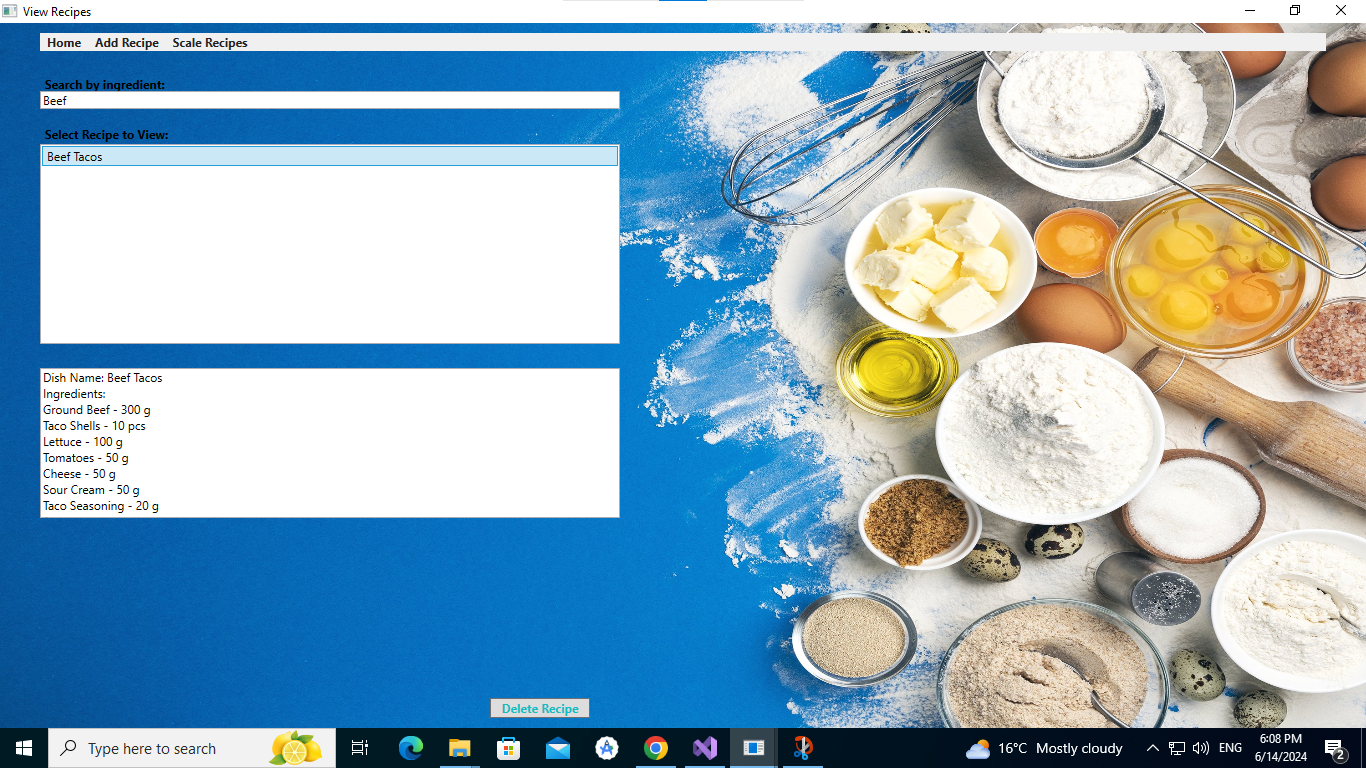 View Recipes
Home Add Recipe Scale Recipes
Search by ingredient:
Beef
Select Recipe to View:
Beef Tacos
Dish Name: Beef Tacos
Ingredients:
Ground Beef - 300 g
Taco Shells - 10 pcs
Lettuce - 100 g
Tomatoes - 50 g
Cheese - 50 g
Sour Cream - 50 g
Taco Seasoning - 20 g
Delete Recipe
Type here to search
16°C Mostly cloudy
ENG
6:08 PM
6/14/2024
2